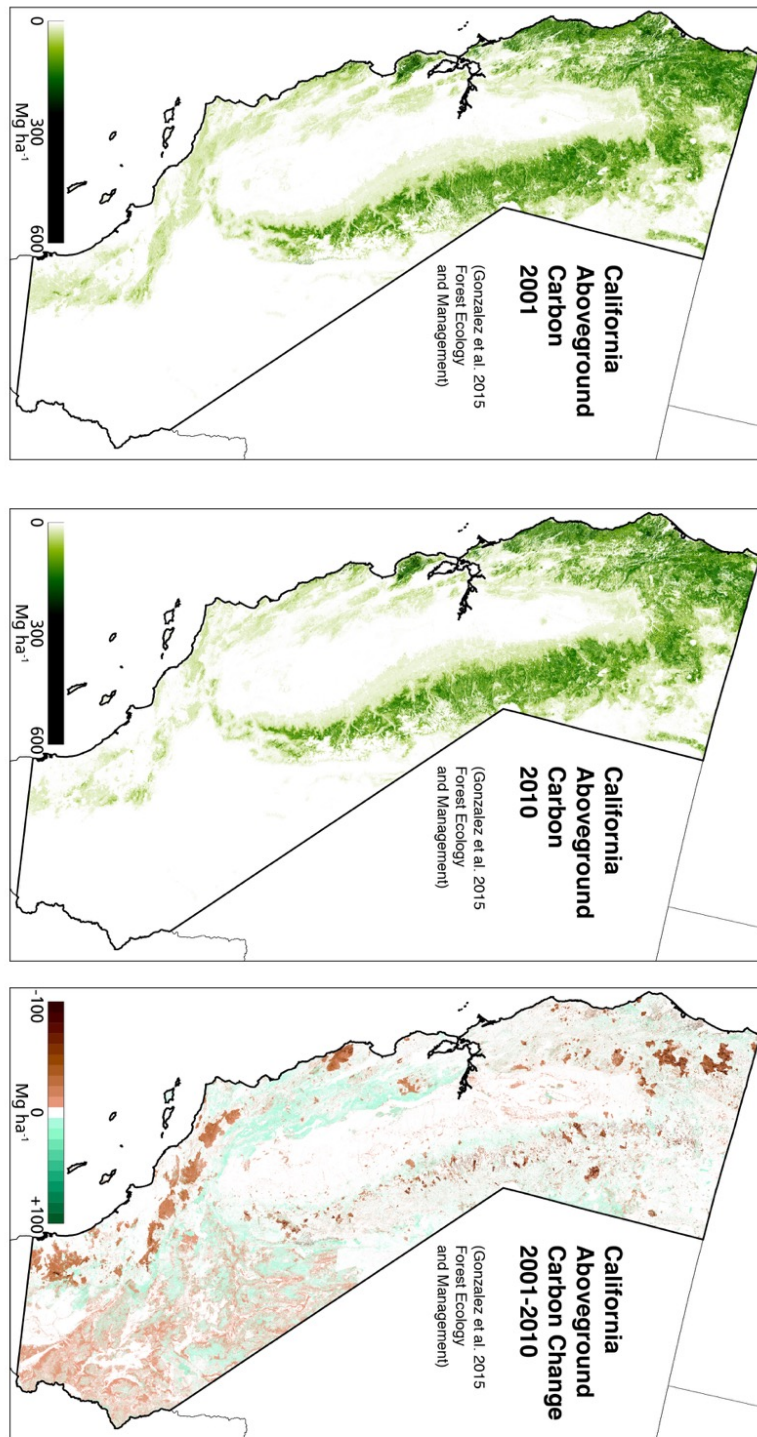 California
Aboveground
Carbon
2001
(Gonzalez et al. 2015
Forest Ecology
and Management)
0
300
600
Mg ha⁻¹
California
Aboveground
Carbon
2010
(Gonzalez et al. 2015
Forest Ecology
and Management)
0
300
600
Mg ha⁻¹
California
Aboveground
Carbon Change
2001-2010
(Gonzalez et al. 2015
Forest Ecology
and Management)
-100
0
+100
Mg ha⁻¹